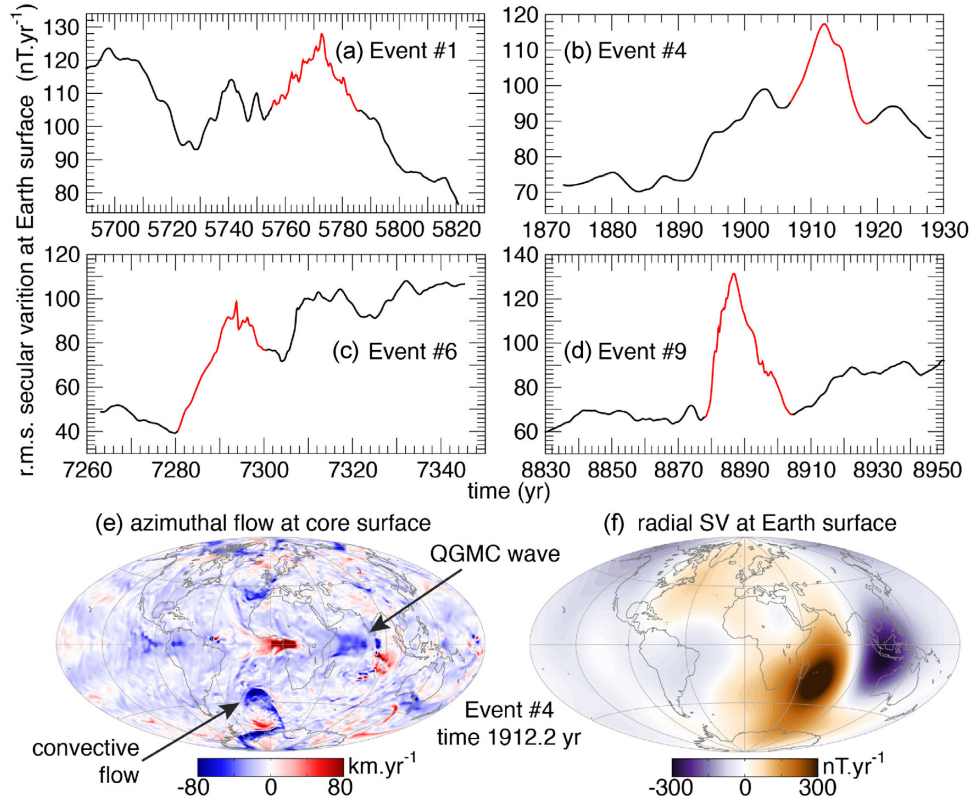 r.m.s. secular varition at Earth surface (nT.yr-1)
130
120
110
100
90
80
(a) Event #1
5700 5720 5740 5760 5780 5800 5820
120
110
100
90
80
70
(b) Event #4
1870 1880 1890 1900 1910 1920 1930
120
100
80
60
40
(c) Event #6
7260 7280 7300 7320 7340
140
120
100
80
60
(d) Event #9
8830 8850 8870 8890 8910 8930 8950
time (yr)
(e) azimuthal flow at core surface
QGMC wave
convective
flow
-80 0 80 km.yr-1
Event #4
time 1912.2 yr
(f) radial SV at Earth surface
-300 0 300 nT.yr-1